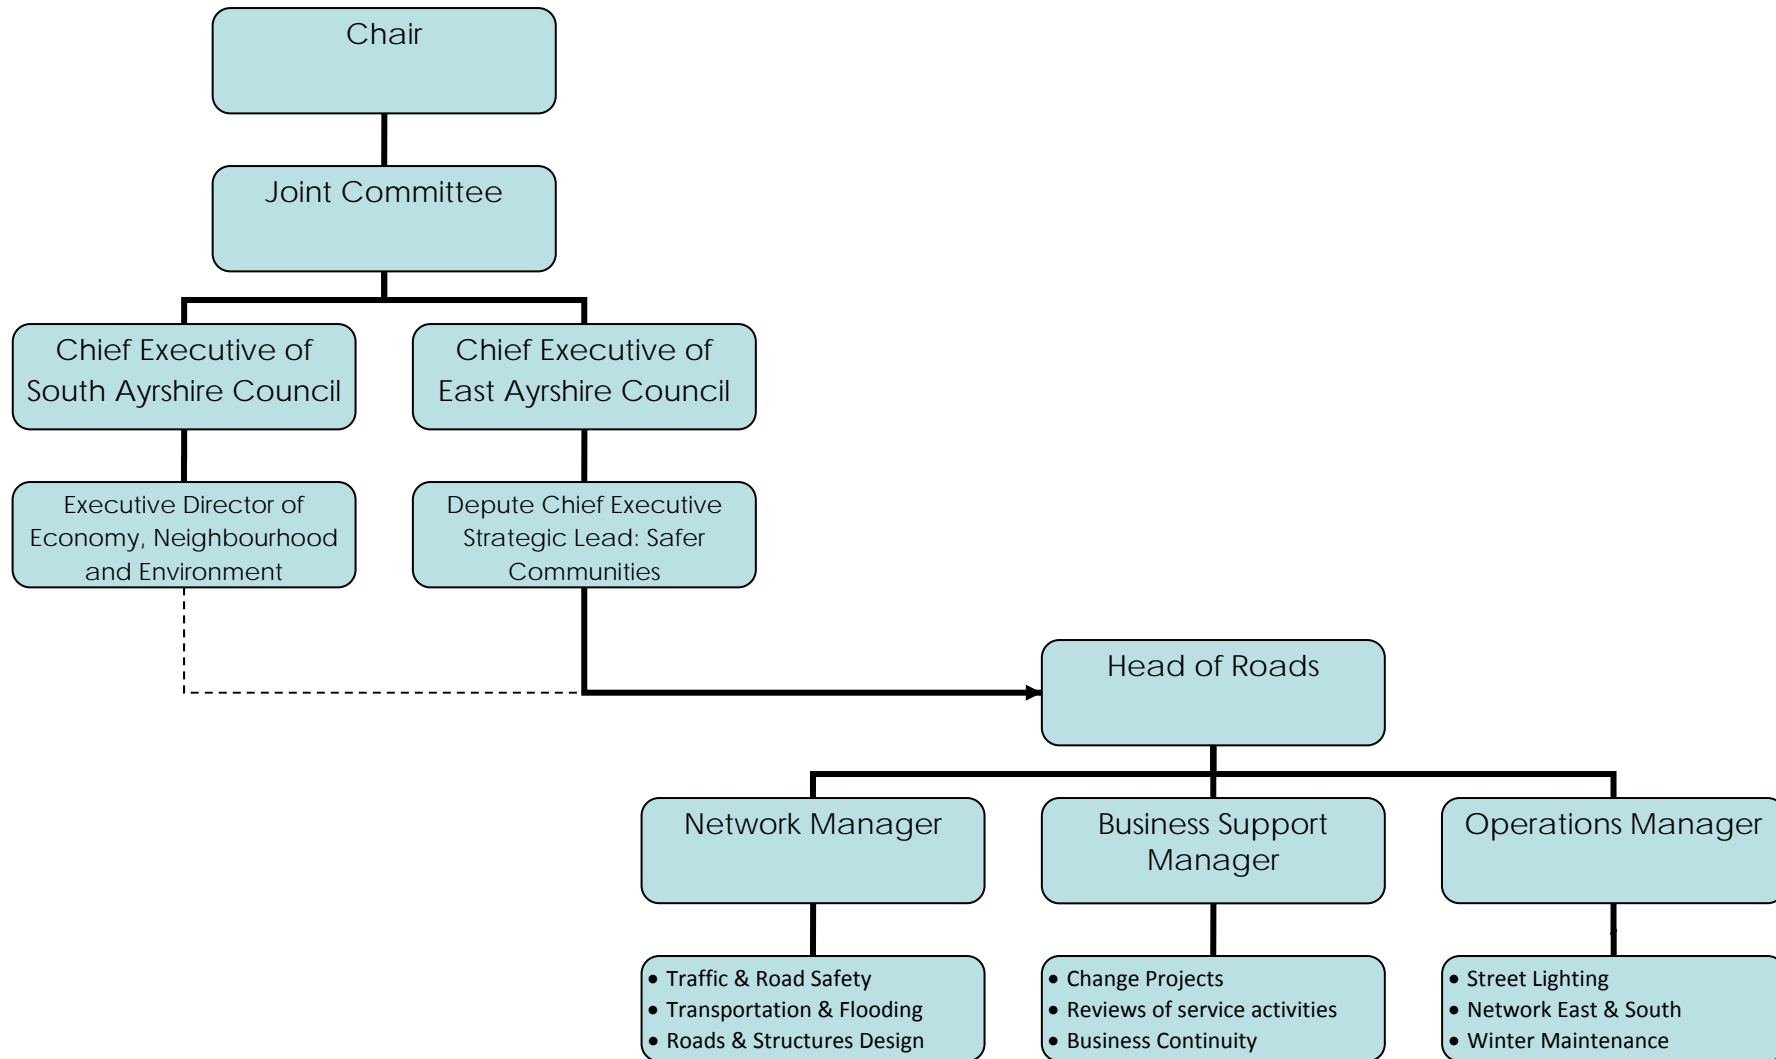 Chair
Joint Committee
Chief Executive of
South Ayrshire Council
Chief Executive of
East Ayrshire Council
Executive Director of
Economy, Neighbourhood
and Environment
Depute Chief Executive
Strategic Lead: Safer
Communities
Head of Roads
Network Manager
Business Support
Manager
Operations Manager
• Traffic & Road Safety
• Transportation & Flooding
• Roads & Structures Design
• Change Projects
• Reviews of service activities
• Business Continuity
• Street Lighting
• Network East & South
• Winter Maintenance